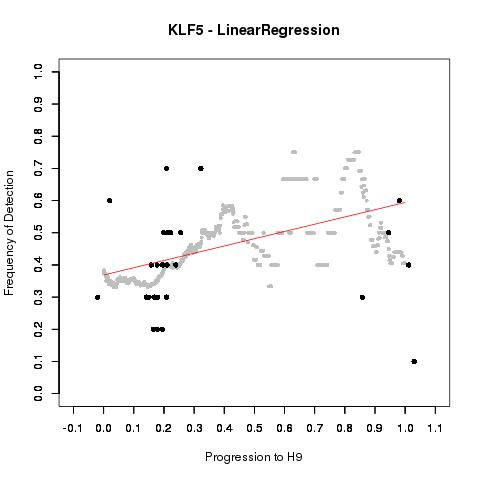 KLF5 - LinearRegression
Frequency of Detection
1.0
0.9
0.8
0.7
0.6
0.5
0.4
0.3
0.2
0.1
0.0
-0.1 0.0 0.1 0.2 0.3 0.4 0.5 0.6 0.7 0.8 0.9 1.0 1.1
Progression to H9